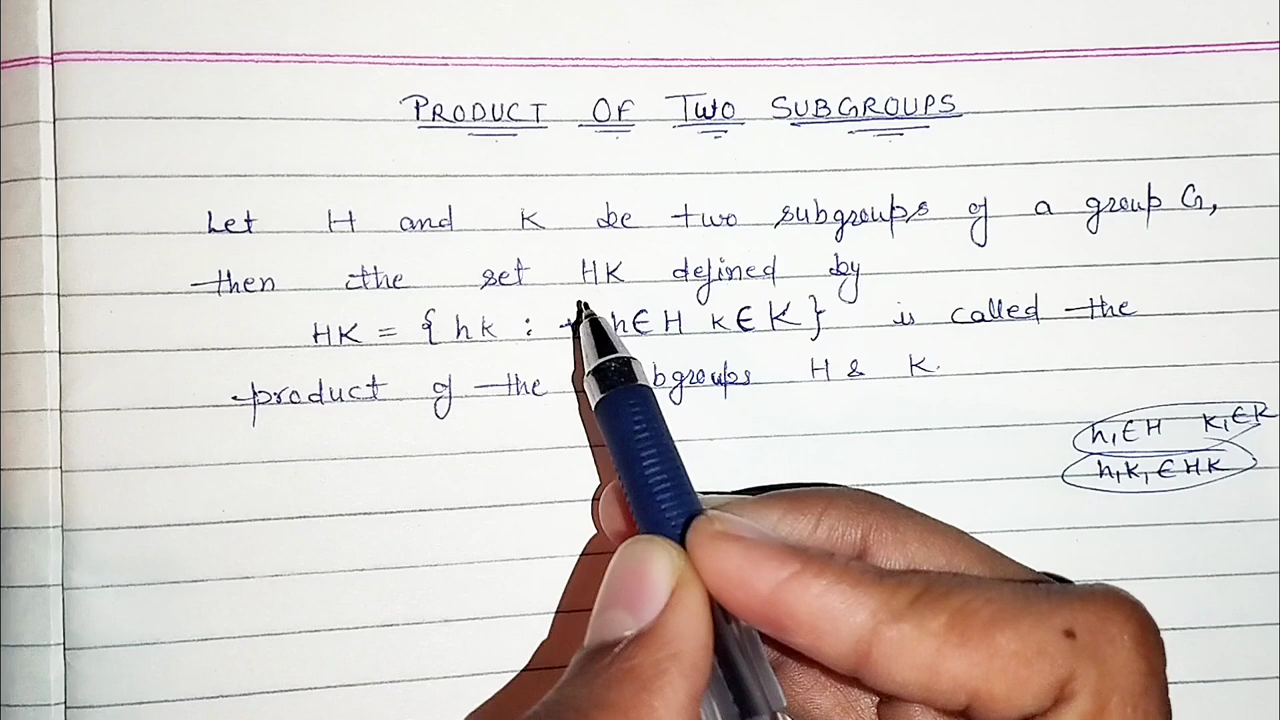 PRODUCT OF TWO SUBGROUPS
Let H and K be two subgroups of a group G,
then the set HK defined by
HK = { hk : h∈H k∈K } is called the
product of the bgroups H & K.
h₁∈H k₁∈K
h₁k₁∈HK